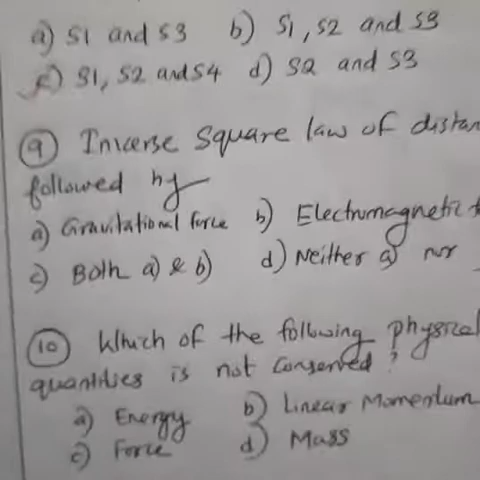 a) S1 and S3 b) S1, S2 and S3
c) S1, S2 and S4 d) S2 and S3
9 Inverse Square law of distan
followed by
a) Gravitational Force b) Electromagnetic f
c) Both a) & b) d) Neither a) nor
10 Which of the following physical
quantities is not conserved?
a) Energy b) Linear Momentum
c) Force d) Mass